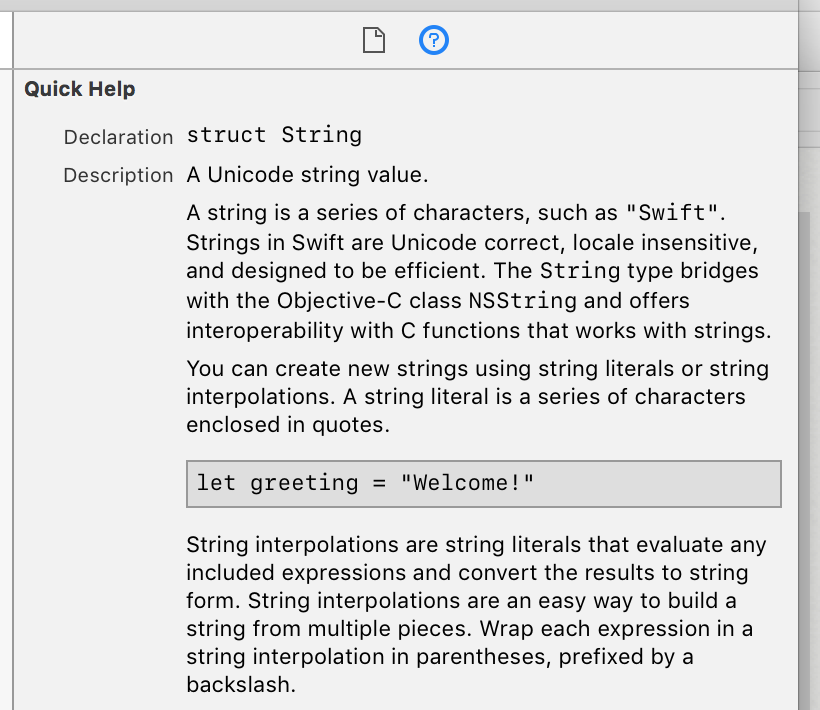 Quick Help
Declaration struct String
Description A Unicode string value.
A string is a series of characters, such as "Swift".
Strings in Swift are Unicode correct, locale insensitive,
and designed to be efficient. The String type bridges
with the Objective-C class NSString and offers
interoperability with C functions that works with strings.
You can create new strings using string literals or string
interpolations. A string literal is a series of characters
enclosed in quotes.
let greeting = "Welcome!"
String interpolations are string literals that evaluate any
included expressions and convert the results to string
form. String interpolations are an easy way to build a
string from multiple pieces. Wrap each expression in a
string interpolation in parentheses, prefixed by a
backslash.